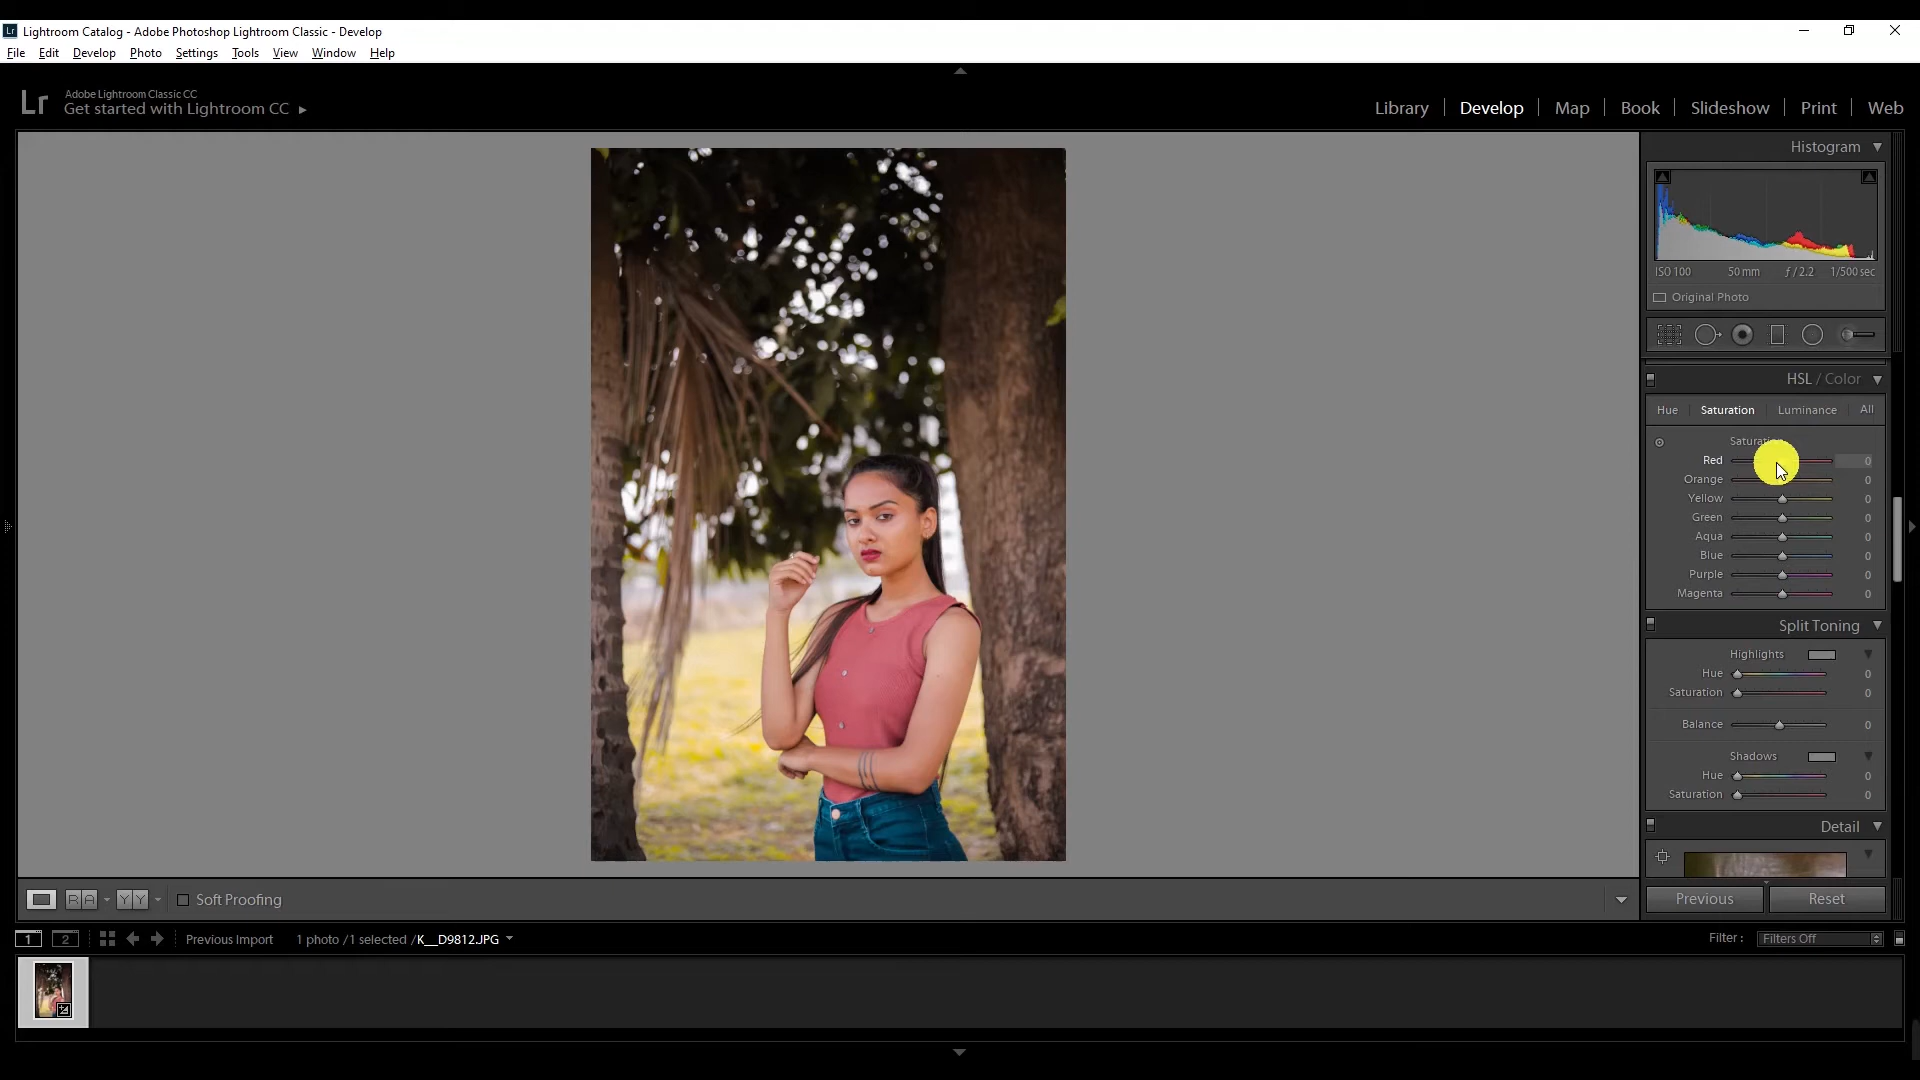 Lr Lightroom Catalog - Adobe Photoshop Lightroom Classic - Develop
File Edit Develop Photo Settings Tools View Window Help
Lr
Adobe Lightroom Classic CC
Get started with Lightroom CC
Library Develop Map Book Slideshow Print Web
Histogram
ISO 100 50 mm ƒ / 2.2 1/500 sec
Original Photo
HSL / Color
Hue Saturation Luminance All
Red 0
Orange 0
Yellow 0
Green 0
Aqua 0
Blue 0
Purple 0
Magenta 0
Split Toning
Highlights
Hue 0
Saturation 0
Balance 0
Shadows
Hue 0
Saturation 0
Detail
R A Y Y Soft Proofing
Previous Reset
1 2 Previous Import 1 photo / 1 selected / K__D9812.JPG
Filter : Filters Off